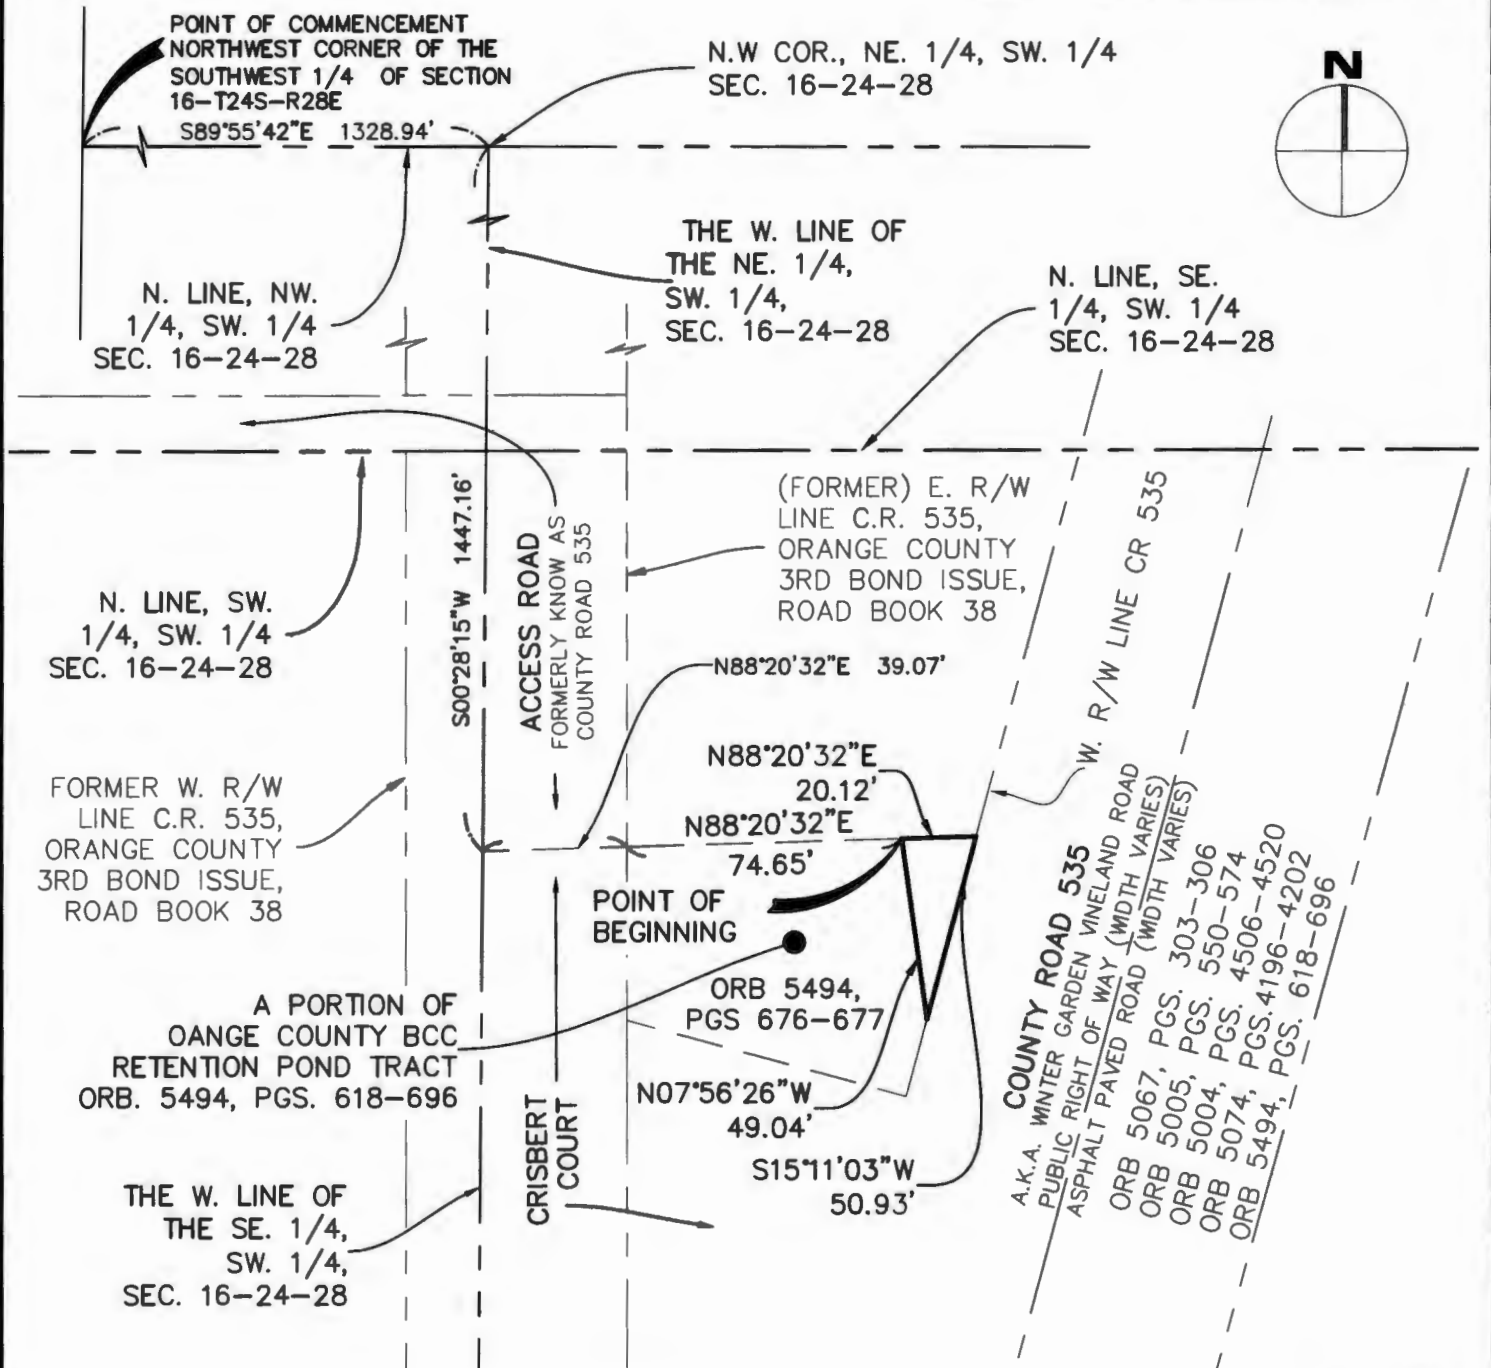 POINT OF COMMENCEMENT
NORTHWEST CORNER OF THE
SOUTHWEST 1/4 OF SECTION
16-T24S-R28E
S89°55'42"E 1328.94'
N.W COR., NE. 1/4, SW. 1/4
SEC. 16-24-28
N
N. LINE, NW.
1/4, SW. 1/4
SEC. 16-24-28
THE W. LINE OF
THE NE. 1/4,
SW. 1/4,
SEC. 16-24-28
N. LINE, SE.
1/4, SW. 1/4
SEC. 16-24-28
(FORMER) E. R/W
LINE C.R. 535,
ORANGE COUNTY
3RD BOND ISSUE,
ROAD BOOK 38
S00°28'15"W 1447.16'
ACCESS ROAD
FORMERLY KNOW AS
COUNTY ROAD 535
N. LINE, SW.
1/4, SW. 1/4
SEC. 16-24-28
N88°20'32"E 39.07'
W. R/W LINE CR 535
FORMER W. R/W
LINE C.R. 535,
ORANGE COUNTY
3RD BOND ISSUE,
ROAD BOOK 38
N88°20'32"E
20.12'
N88°20'32"E
74.65'
POINT OF
BEGINNING
ORB 5494,
PGS 676-677
A PORTION OF
OANGE COUNTY BCC
RETENTION POND TRACT
ORB. 5494, PGS. 618-696
N07°56'26"W
49.04'
S15°11'03"W
50.93'
CRISBERT
COURT
THE W. LINE OF
THE SE. 1/4,
SW. 1/4,
SEC. 16-24-28
COUNTY ROAD 535
A.K.A. WINTER GARDEN VINELAND ROAD
PUBLIC RIGHT OF WAY (WIDTH VARIES)
ASPHALT PAVED ROAD (WIDTH VARIES)
ORB 5067, PGS. 303-306
ORB 5005, PGS. 550-574
ORB 5004, PGS. 4506-4520
ORB 5074, PGS.4196-4202
ORB 5494, PGS. 618-696